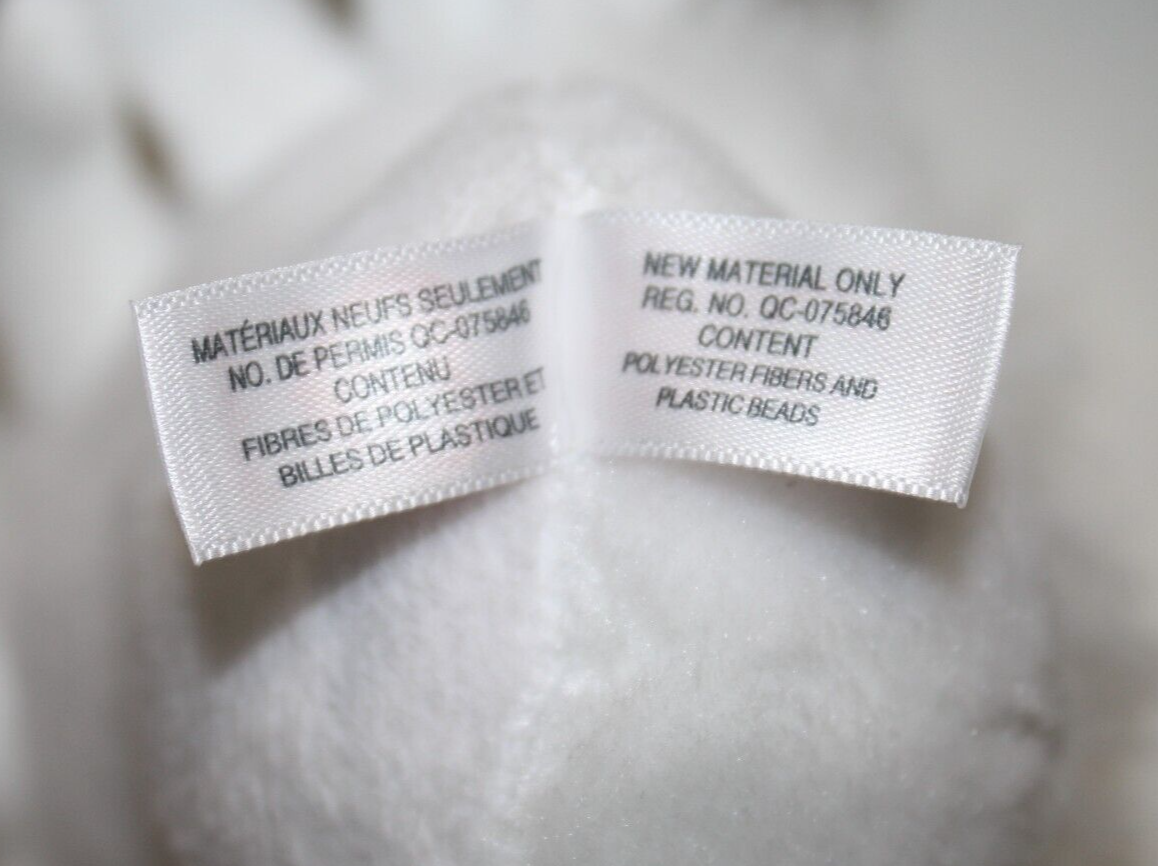 MATÉRIAUX NEUFS SEULEMENT
NO. DE PERMIS QC-075846
CONTENU
FIBRES DE POLYESTER ET
BILLES DE PLASTIQUE
NEW MATERIAL ONLY
REG. NO. QC-075846
CONTENT
POLYESTER FIBERS AND
PLASTIC BEADS